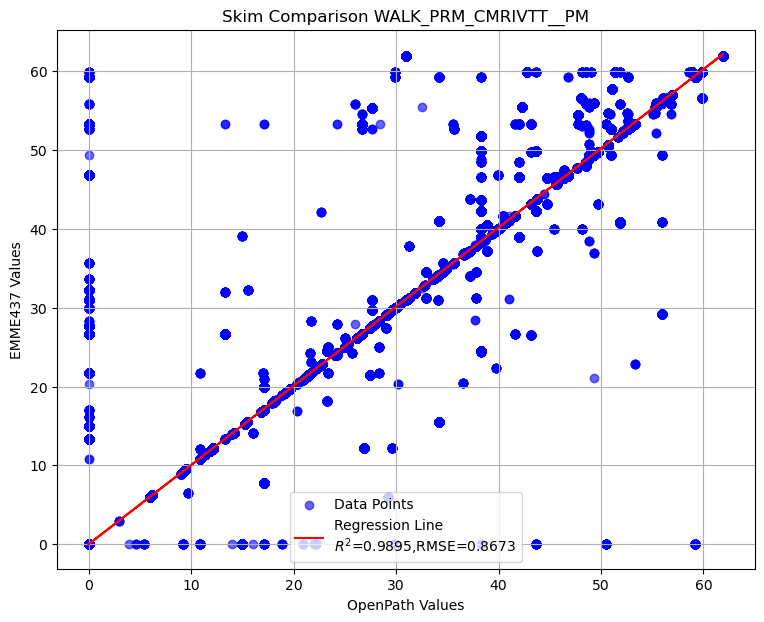 Skim Comparison WALK_PRM_CMRIVTT__PM
EMME437 Values
60
50
40
30
20
10
0
Data Points
Regression Line
R²=0.9895,RMSE=0.8673
0 10 20 30 40 50 60
OpenPath Values